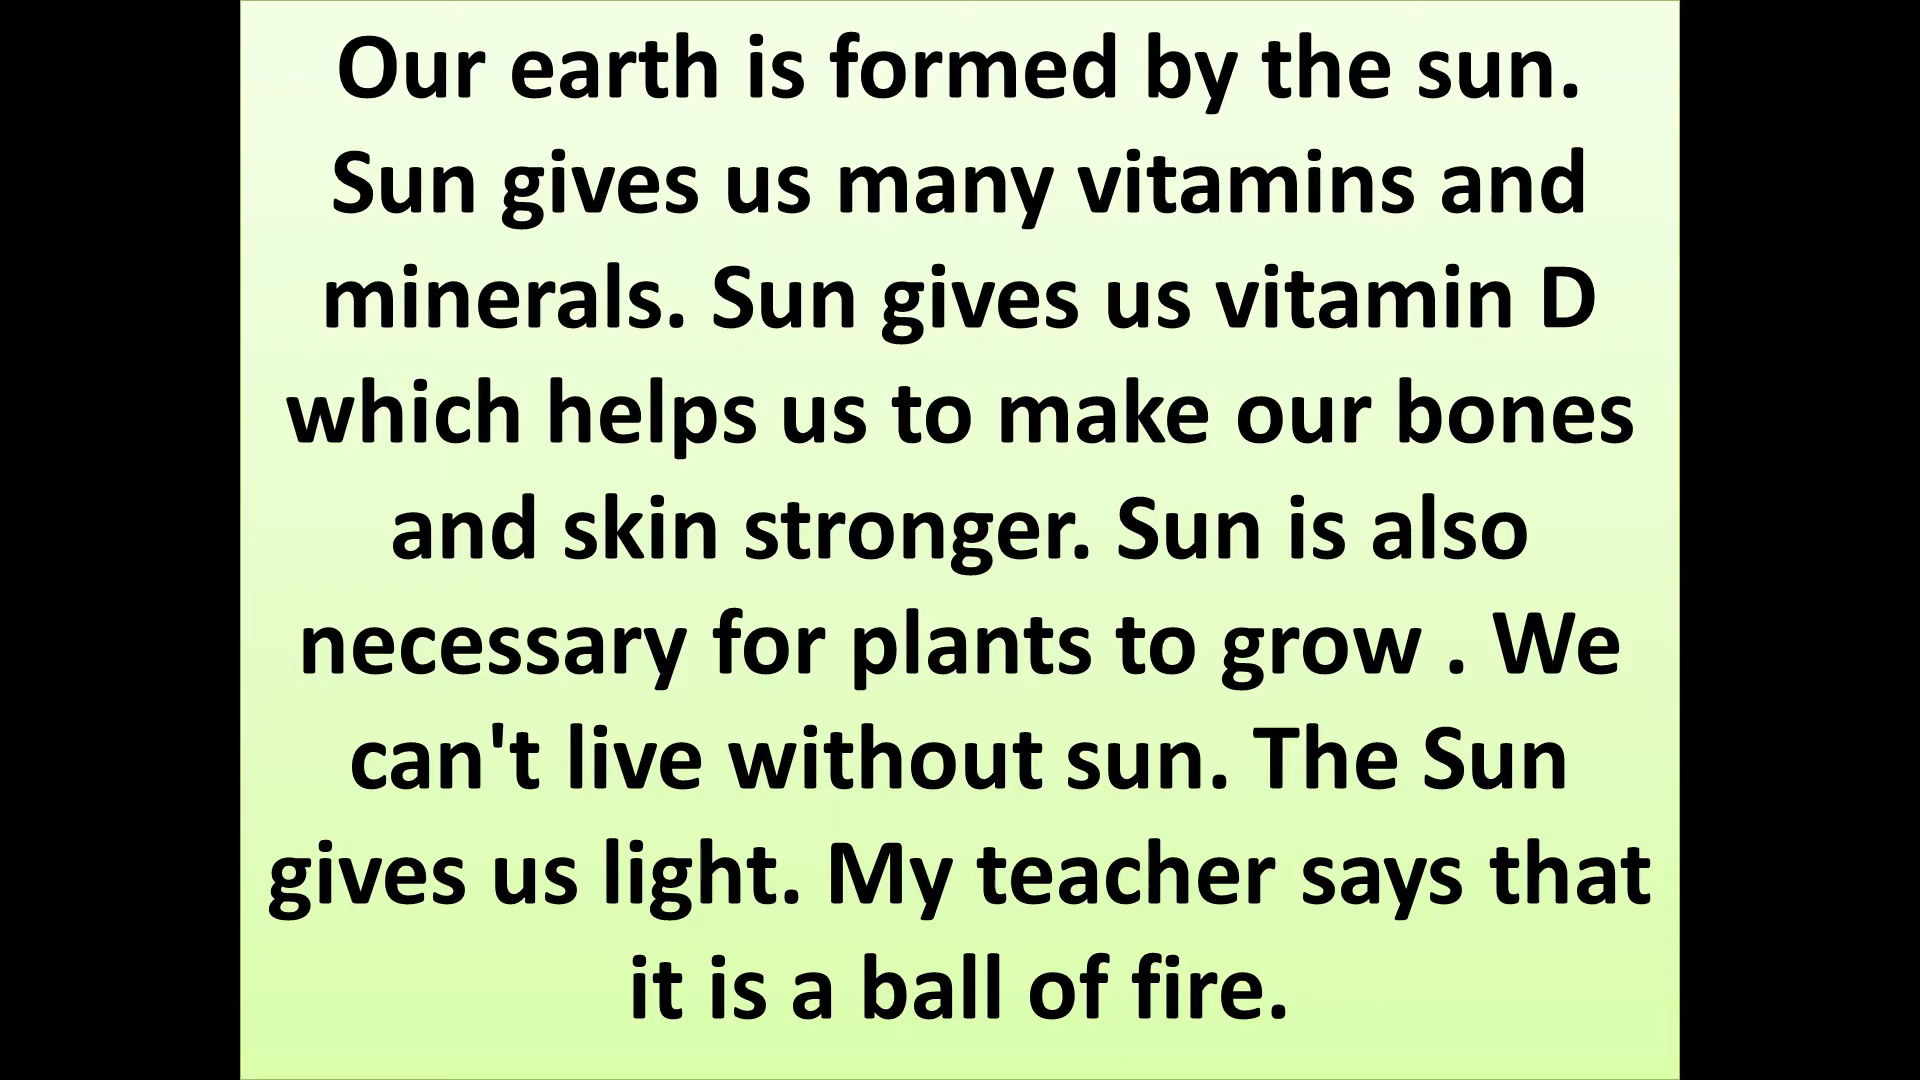 Our earth is formed by the sun.
Sun gives us many vitamins and
minerals. Sun gives us vitamin D
which helps us to make our bones
and skin stronger. Sun is also
necessary for plants to grow . We
can't live without sun. The Sun
gives us light. My teacher says that
it is a ball of fire.